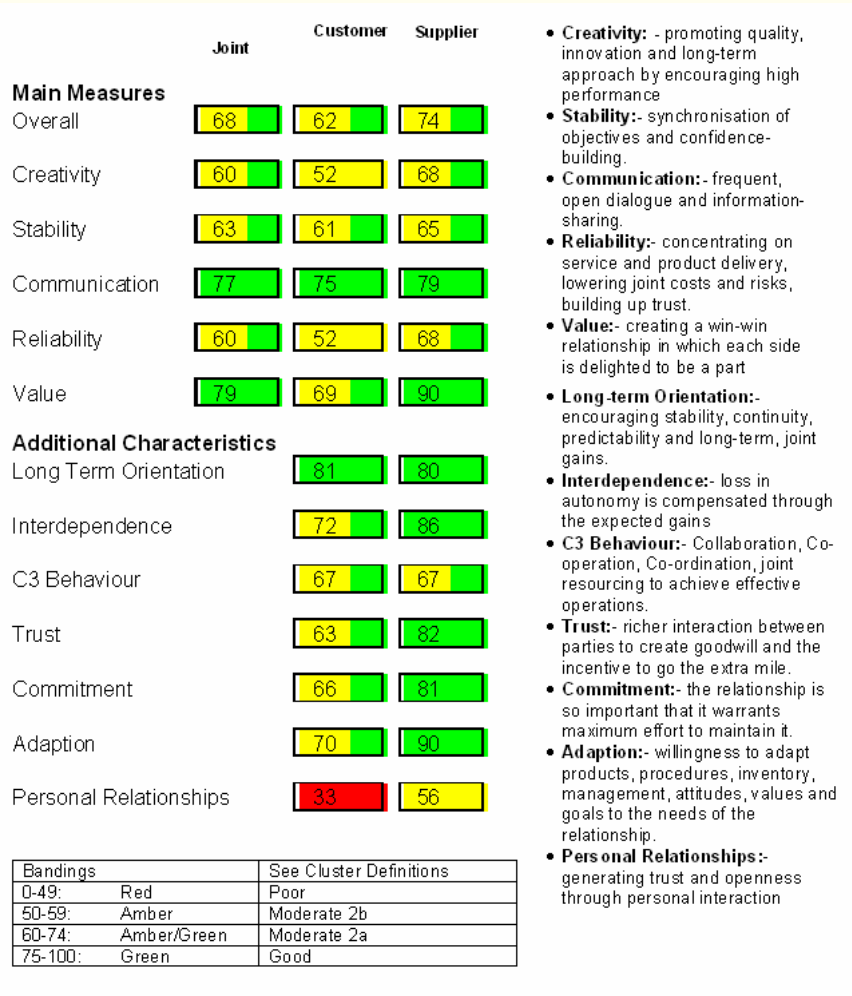 Joint Customer Supplier
Main Measures
Overall 68 62 74
Creativity 60 52 68
Stability 63 61 65
Communication 77 75 79
Reliability 60 52 68
Value 79 69 90
Additional Characteristics
Long Term Orientation 81 80
Interdependence 72 86
C3 Behaviour 67 67
Trust 63 82
Commitment 66 81
Adaption 70 90
Personal Relationships 33 56
Bandings See Cluster Definitions
0-49: Red Poor
50-59: Amber Moderate 2b
60-74: Amber/Green Moderate 2a
75-100: Green Good
• Creativity: - promoting quality,
innovation and long-term
approach by encouraging high
performance
• Stability:- synchronisation of
objectives and confidence-
building.
• Communication:- frequent,
open dialogue and information-
sharing.
• Reliability:- concentrating on
service and product delivery,
lowering joint costs and risks,
building up trust.
• Value:- creating a win-win
relationship in which each side
is delighted to be a part
• Long-term Orientation:-
encouraging stability, continuity,
predictability and long-term, joint
gains.
• Interdependence:- loss in
autonomy is compensated through
the expected gains
• C3 Behaviour:- Collaboration, Co-
operation, Co-ordination, joint
resourcing to achieve effective
operations.
• Trust:- richer interaction between
parties to create goodwill and the
incentive to go the extra mile.
• Commitment:- the relationship is
so important that it warrants
maximum effort to maintain it.
• Adaption:- willingness to adapt
products, procedures, inventory,
management, attitudes, values and
goals to the needs of the
relationship.
• Personal Relationships:-
generating trust and openness
through personal interaction